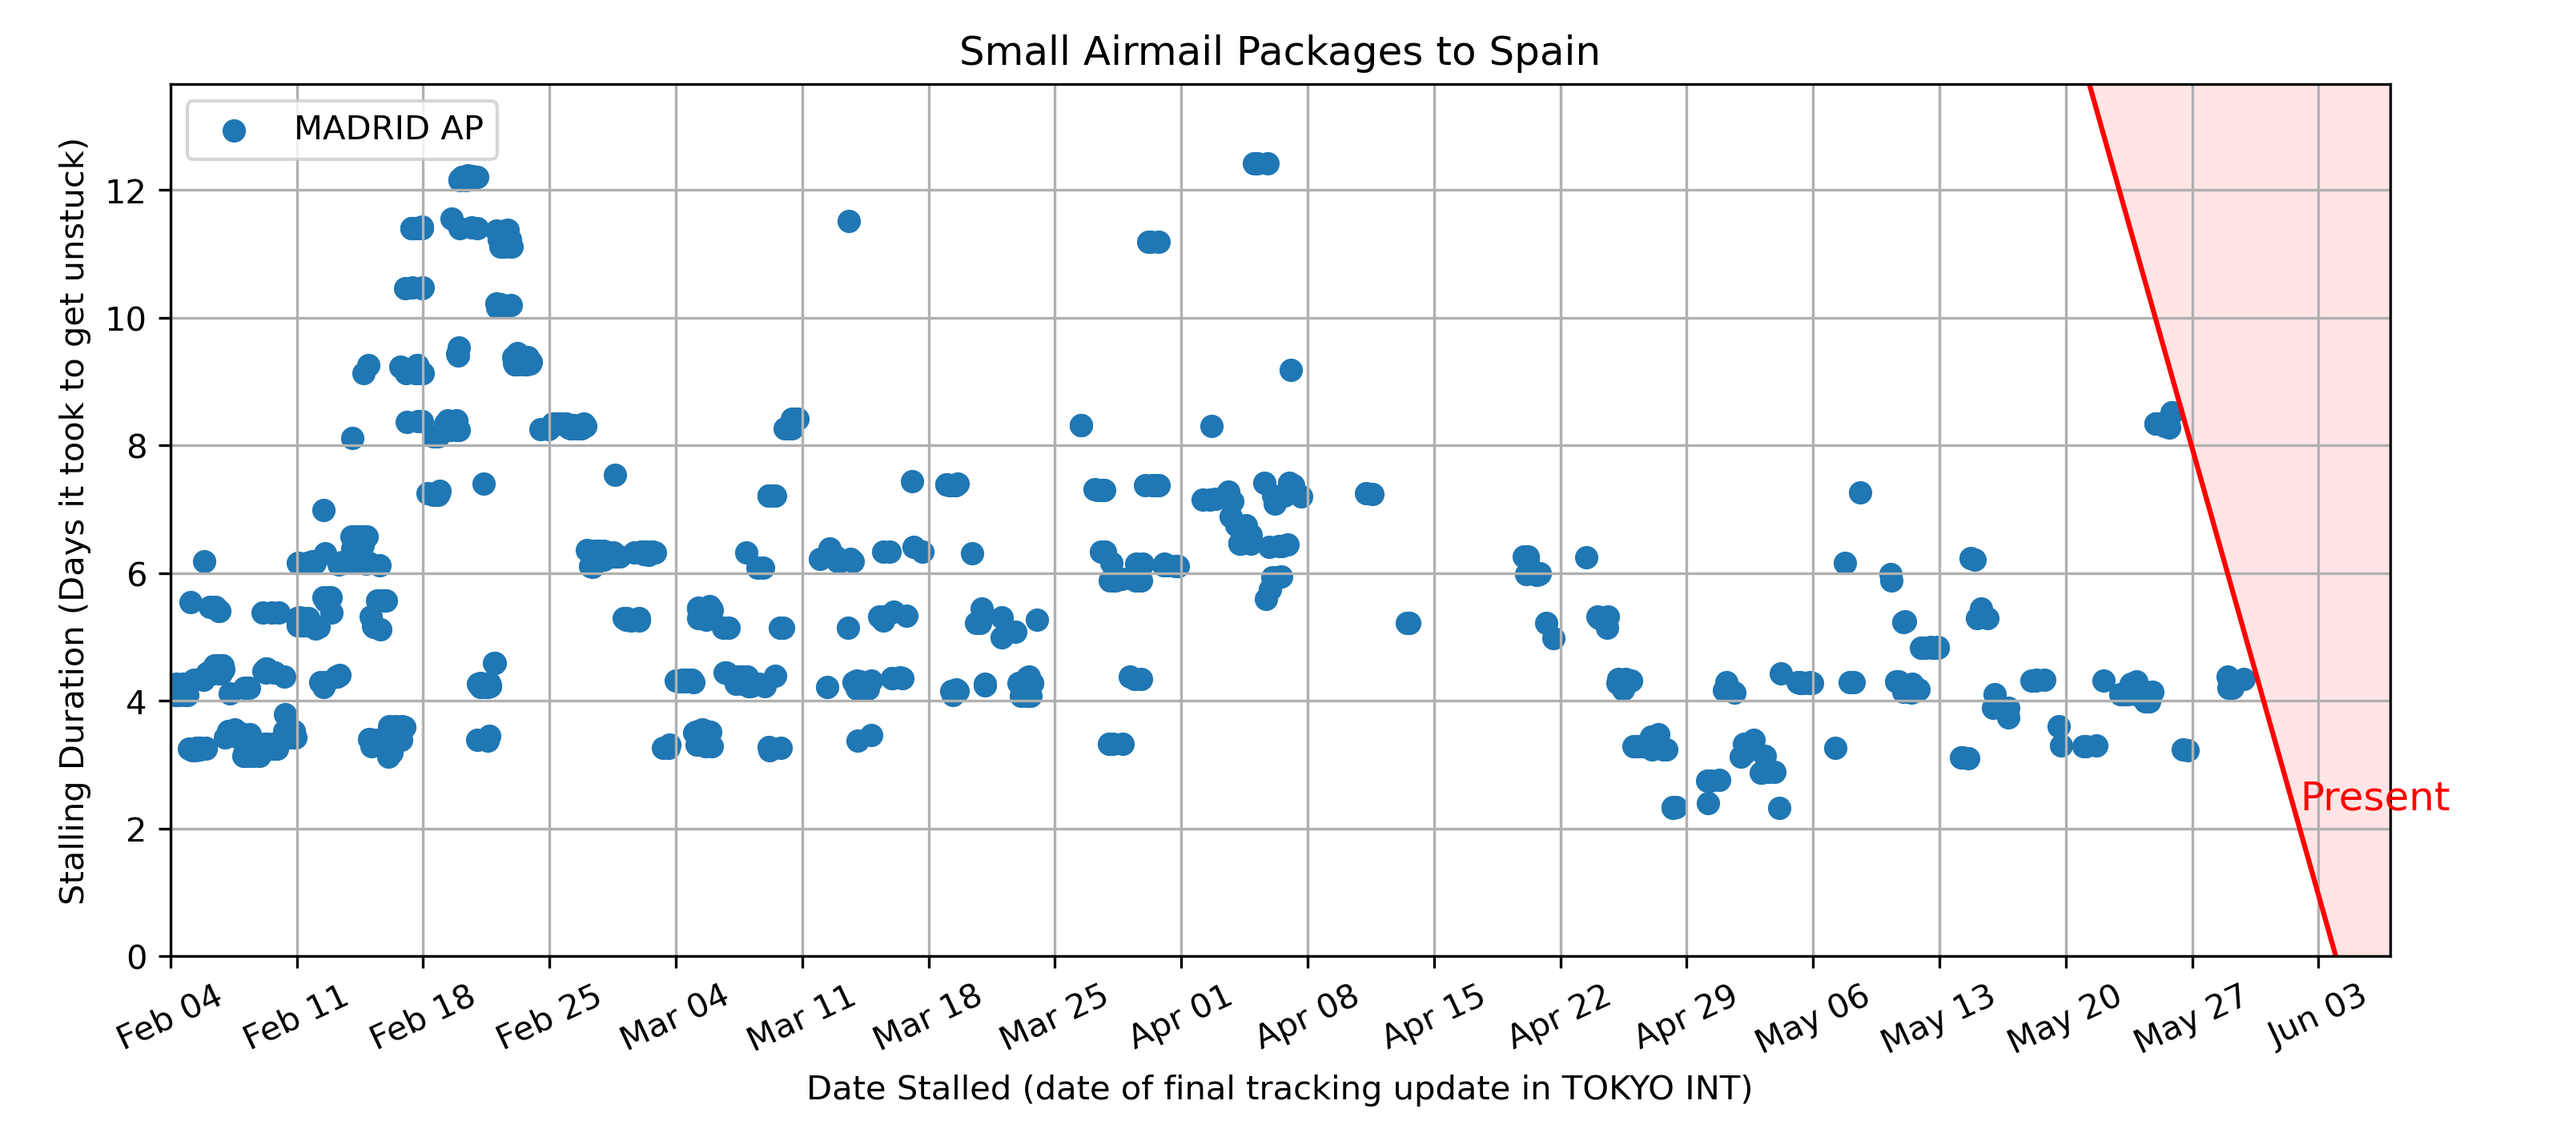 Small Airmail Packages to Spain
MADRID AP
Stalling Duration (Days it took to get unstuck)
12
10
8
6
4
2
0
Present
Feb 04 Feb 11 Feb 18 Feb 25 Mar 04 Mar 11 Mar 18 Mar 25 Apr 01 Apr 08 Apr 15 Apr 22 Apr 29 May 06 May 13 May 20 May 27 Jun 03
Date Stalled (date of final tracking update in TOKYO INT)